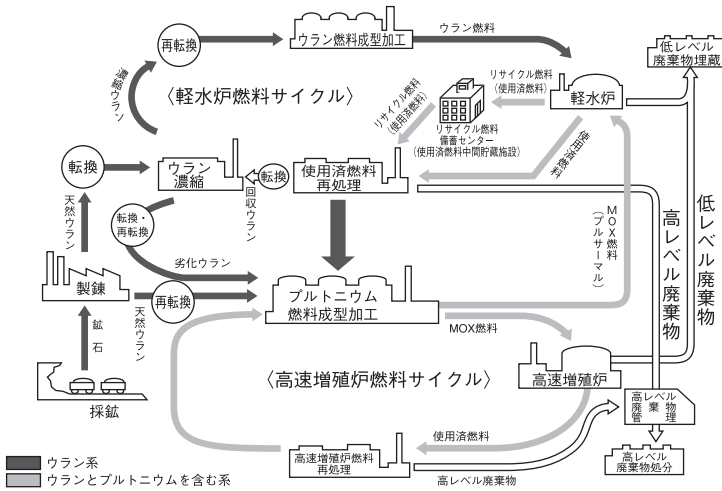 再転換
ウラン燃料成型加工
ウラン燃料
低レベル
廃棄物埋蔵
濃縮ウラン
〈軽水炉燃料サイクル〉
リサイクル燃料
(使用済燃料)
リサイクル燃料
(使用済燃料)
軽水炉
リサイクル燃料
備蓄センター
(使用済燃料中間貯蔵施設)
使用済燃料
転換
ウラン
濃縮
転換
使用済燃料
再処理
回収ウラン
天然ウラン
転換・
再転換
MOX燃料
(プルサーマル)
高レベル廃棄物
低レベル廃棄物
劣化ウラン
製錬
再転換
プルトニウム
燃料成型加工
天然ウラン
鉱石
MOX燃料
〈高速増殖炉燃料サイクル〉
高速増殖炉
採鉱
高レベル
廃棄物
管理
使用済燃料
高速増殖炉燃料
再処理
高レベル廃棄物
高レベル
廃棄物処分
ウラン系
ウランとプルトニウムを含む系